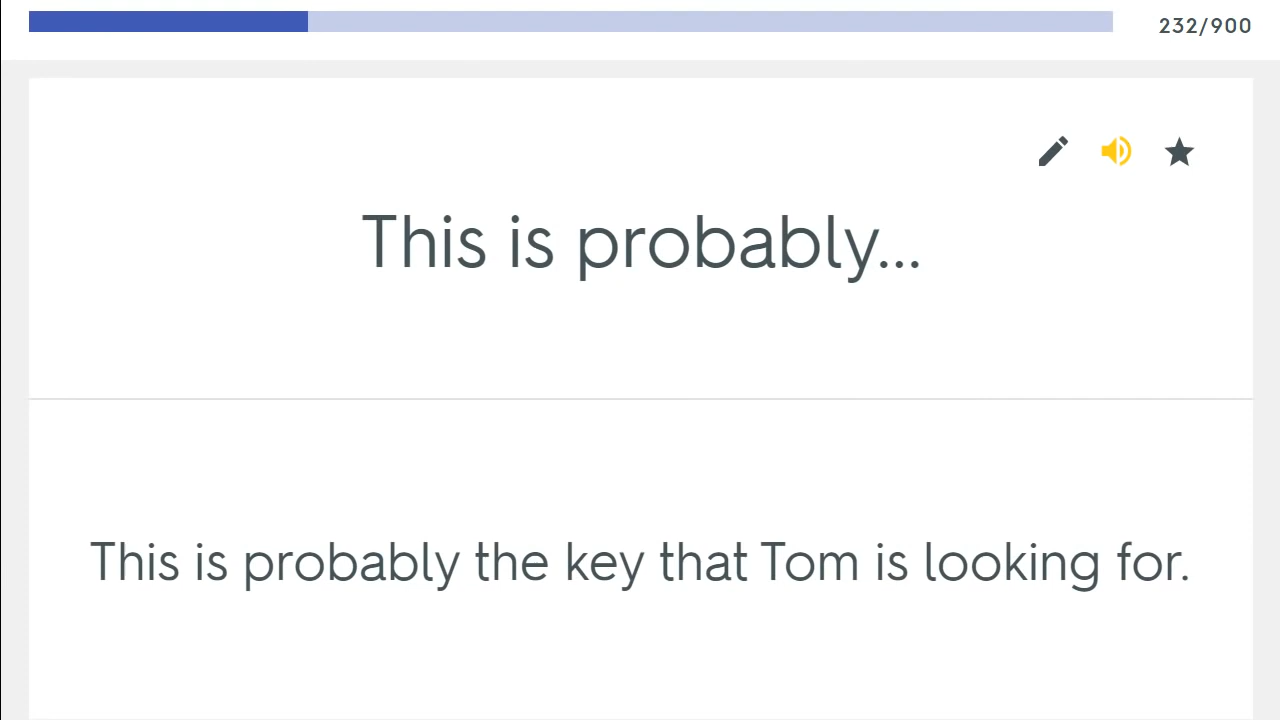 232/900
This is probably...
This is probably the key that Tom is looking for.